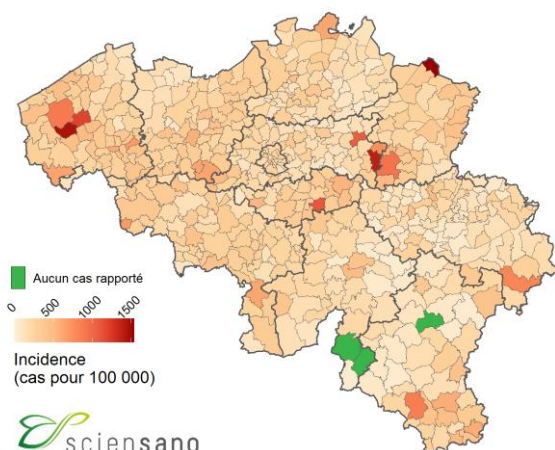 Aucun cas rapporté
0 500 1000 1500
Incidence
(cas pour 100 000)
sciensano